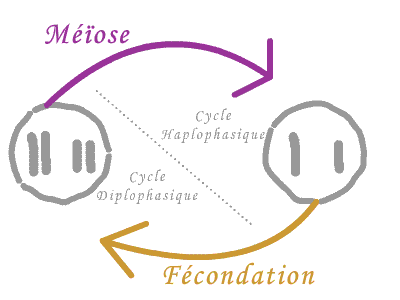 Méïose
Cycle
Haplophasique
Cycle
Diplophasique
Fécondation